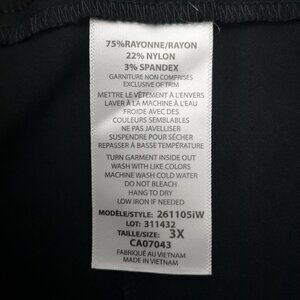 75%RAYONNE/RAYON
22% NYLON
3% SPANDEX
GARNITURE NON COMPRISES
EXCLUSIVE OF TRIM
METTRE LE VÊTEMENT À L'ENVERS
LAVER À LA MACHINE À L'EAU
FROIDE AVEC DES
COULEURS SEMBLABLES
NE PAS JAVELLISER
SUSPENDRE POUR SÉCHER
REPASSER À BASSE TEMPÉRATURE
TURN GARMENT INSIDE OUT
WASH WITH LIKE COLORS
MACHINE WASH COLD WATER
DO NOT BLEACH
HANG TO DRY
LOW IRON IF NEEDED
MODÈLE/STYLE: 261105iW
LOT: 311432
TAILLE/SIZE: 3X
CA07043
FABRIQUÉ AU VIETNAM
MADE IN VIETNAM